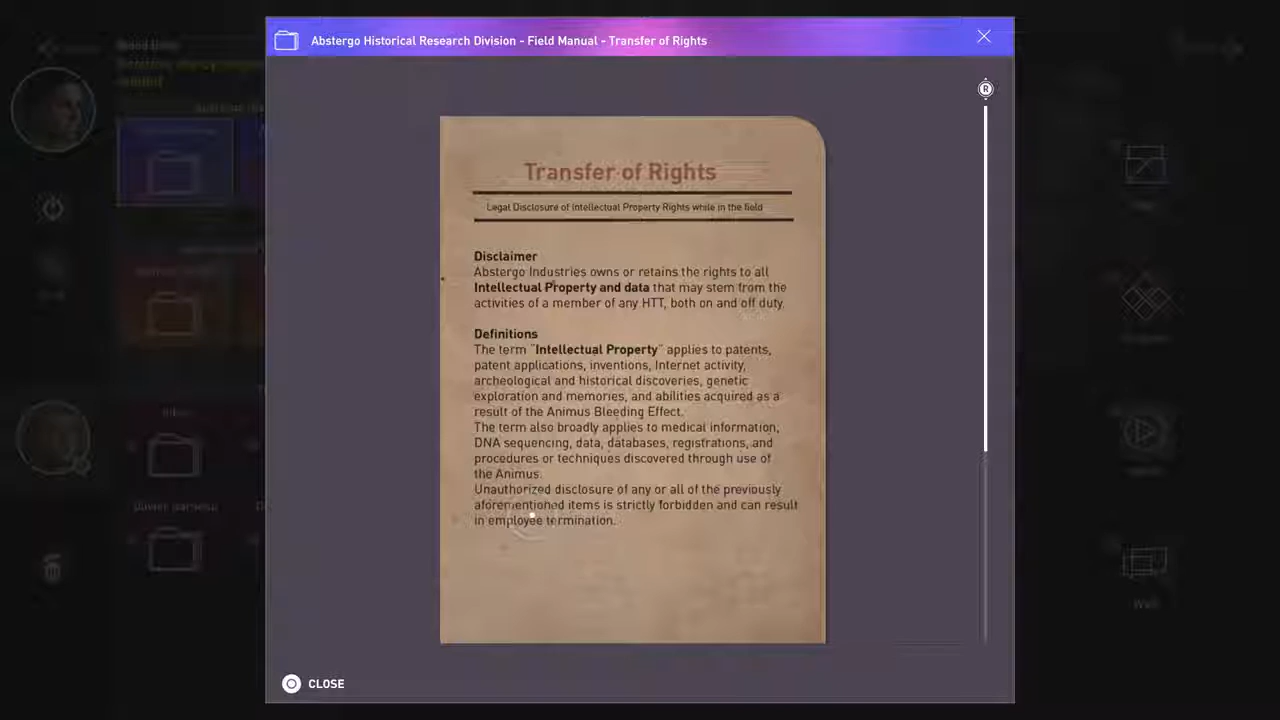 Abstergo Historical Research Division - Field Manual - Transfer of Rights
R
Transfer of Rights
Legal Disclosure of Intellectual Property Rights while in the field
Disclaimer
Abstergo Industries owns or retains the rights to all
Intellectual Property and data that may stem from the
activities of a member of any HTT, both on and off duty.
Definitions
The term "Intellectual Property" applies to patents,
patent applications, inventions, Internet activity,
archeological and historical discoveries, genetic
exploration and memories, and abilities acquired as a
result of the Animus Bleeding Effect.
The term also broadly applies to medical information,
DNA sequencing, data, databases, registrations, and
procedures or techniques discovered through use of
the Animus.
Unauthorized disclosure of any or all of the previously
aforementioned items is strictly forbidden and can result
in employee termination.
CLOSE